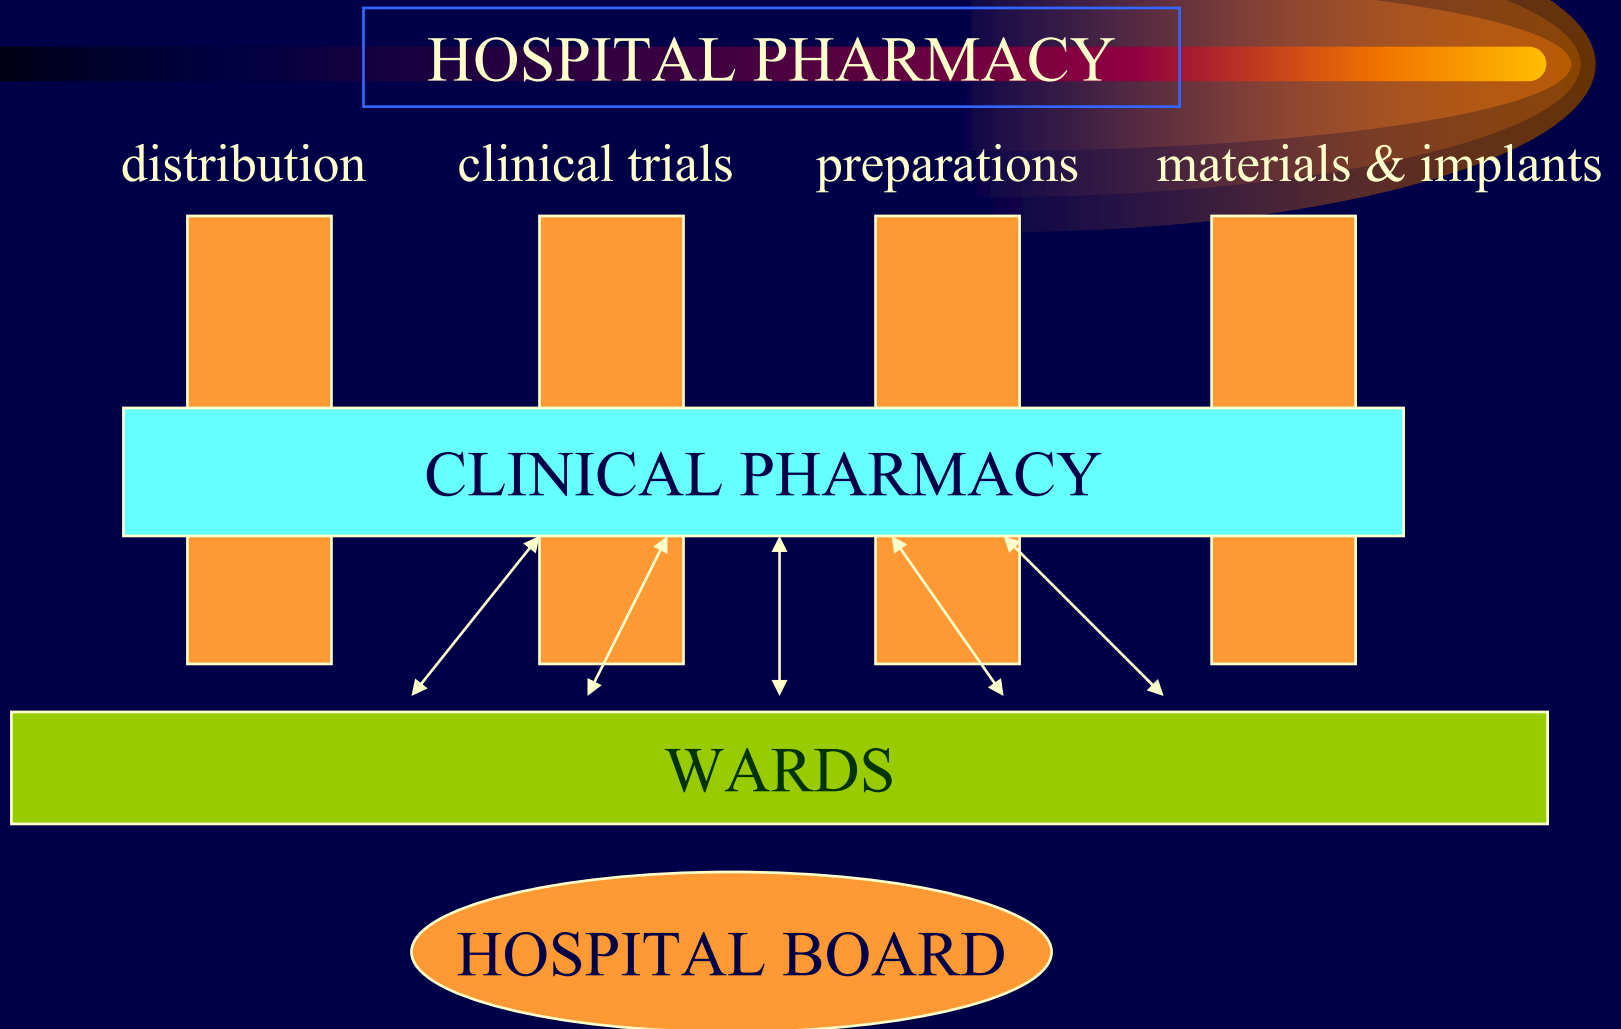 HOSPITAL PHARMACY
distribution clinical trials preparations materials & implants
CLINICAL PHARMACY
WARDS
HOSPITAL BOARD